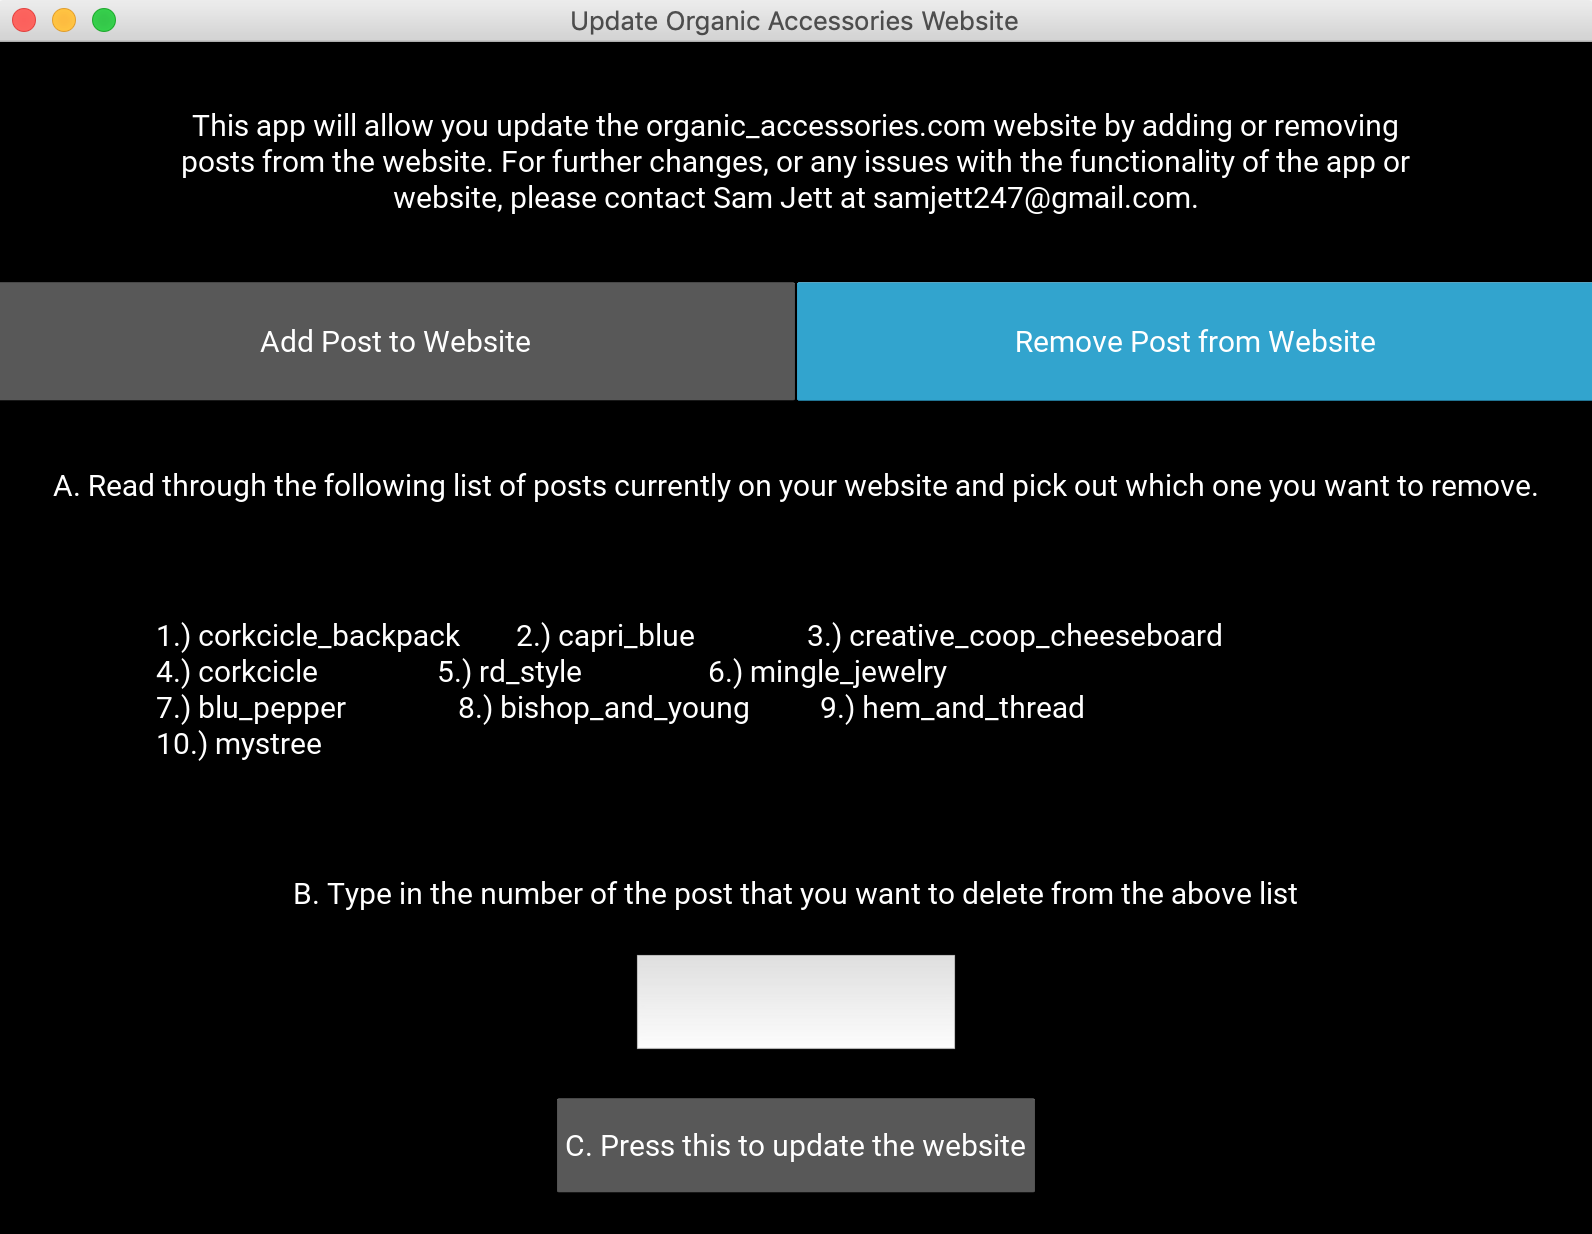 Update Organic Accessories Website
This app will allow you update the organic_accessories.com website by adding or removing
posts from the website. For further changes, or any issues with the functionality of the app or
website, please contact Sam Jett at samjett247@gmail.com.
Add Post to Website
Remove Post from Website
A. Read through the following list of posts currently on your website and pick out which one you want to remove.
1.) corkcicle_backpack 2.) capri_blue 3.) creative_coop_cheeseboard
4.) corkcicle 5.) rd_style 6.) mingle_jewelry
7.) blu_pepper 8.) bishop_and_young 9.) hem_and_thread
10.) mystree
B. Type in the number of the post that you want to delete from the above list
C. Press this to update the website